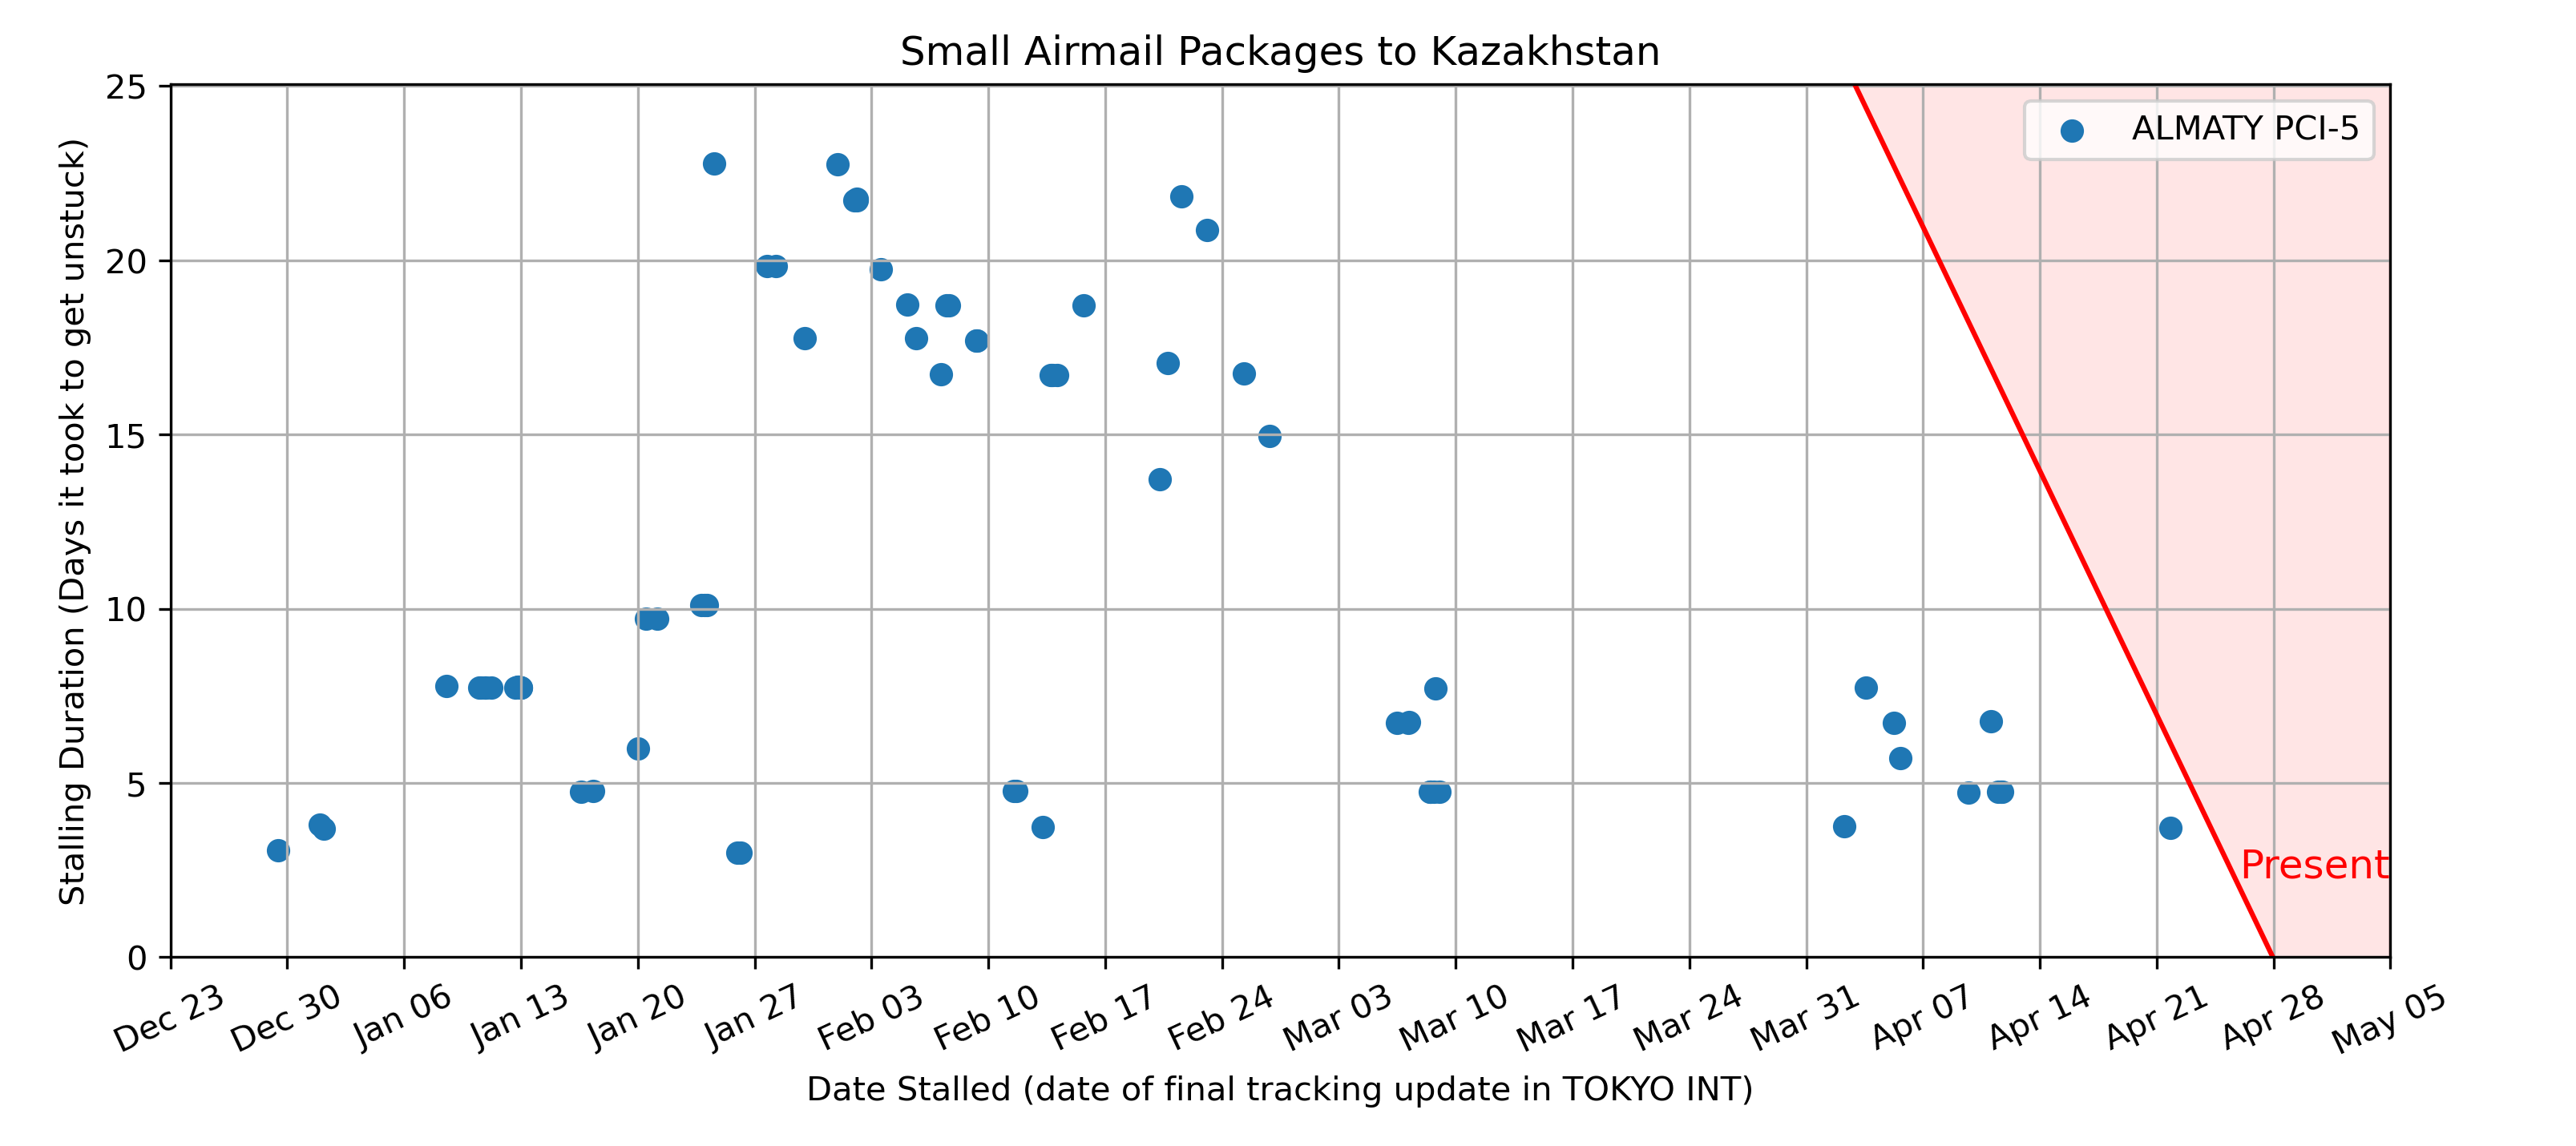 Small Airmail Packages to Kazakhstan
ALMATY PCI-5
Stalling Duration (Days it took to get unstuck)
25
20
15
10
5
0
Present
Dec 23
Dec 30
Jan 06
Jan 13
Jan 20
Jan 27
Feb 03
Feb 10
Feb 17
Feb 24
Mar 03
Mar 10
Mar 17
Mar 24
Mar 31
Apr 07
Apr 14
Apr 21
Apr 28
May 05
Date Stalled (date of final tracking update in TOKYO INT)